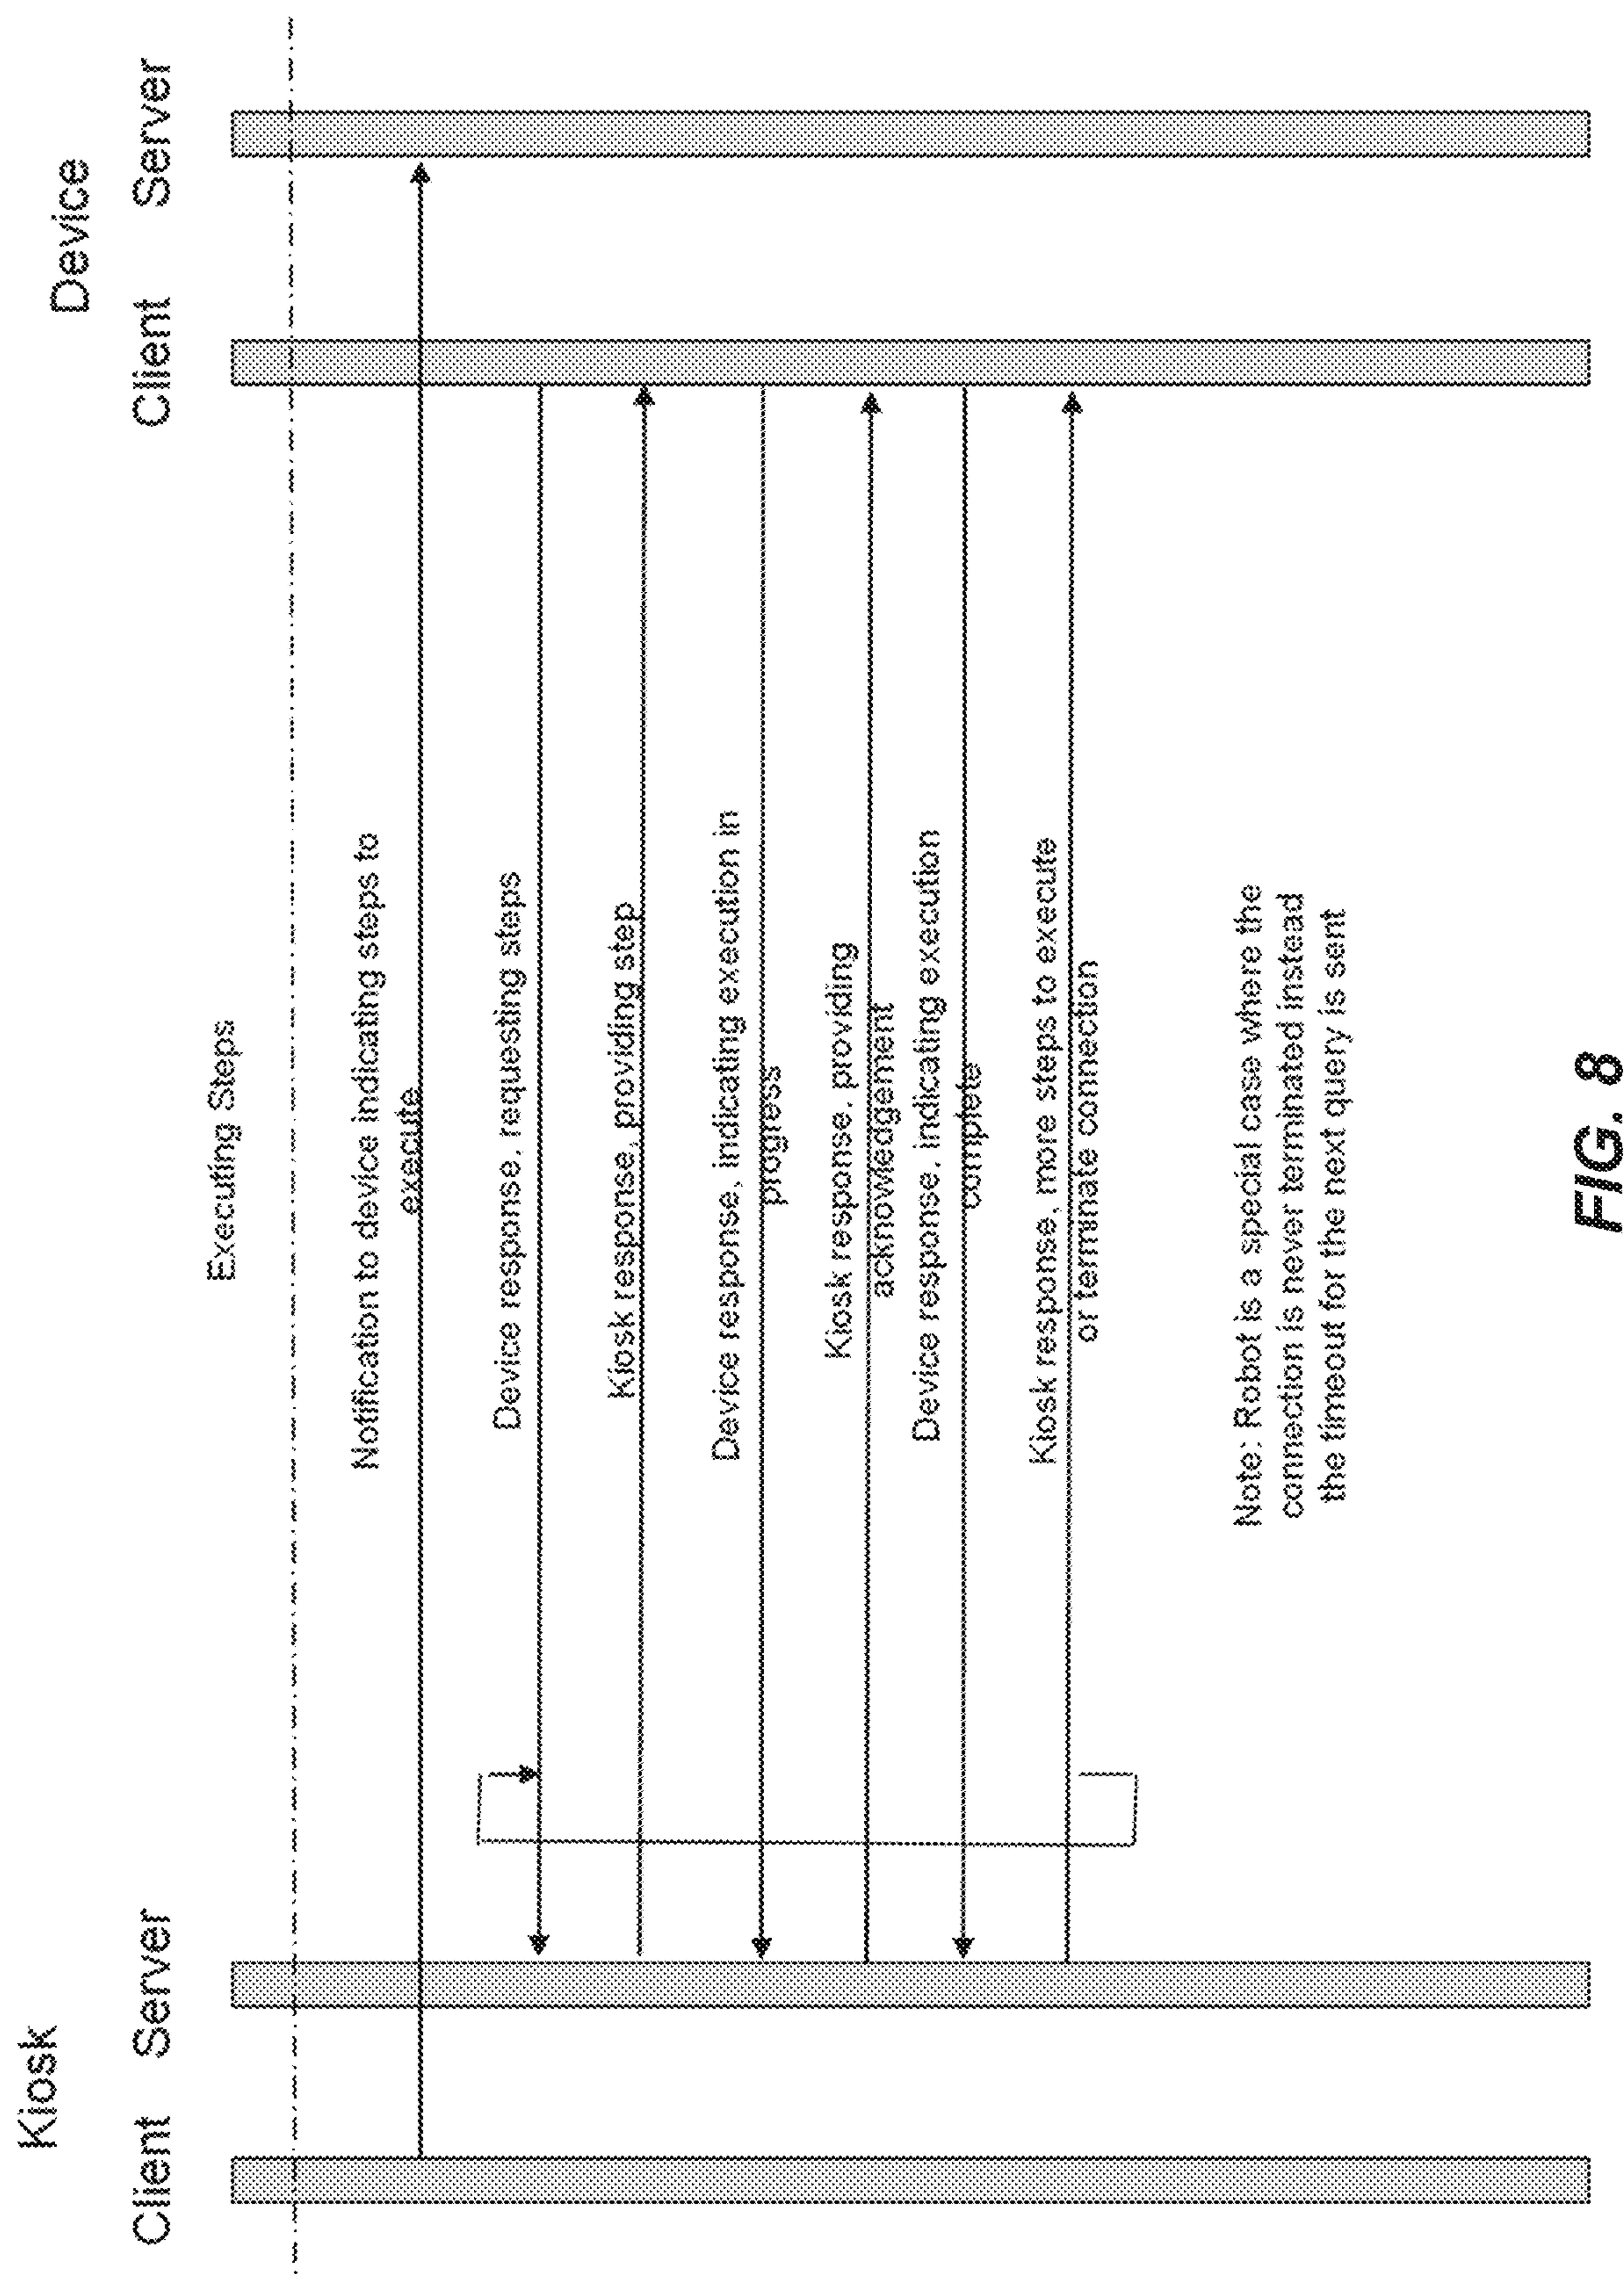 Kiosk
Device
Client
Server
Client
Server
Executing Steps
Notification to device indicating steps to
execute
Device response, requesting steps
Kiosk response, providing step
Device response, indicating execution in
progress
Kiosk response, providing
acknowledgement
Device response, indicating execution
complete
Kiosk response, more steps to execute
or terminate connection
Note: Robot is a special case where the
connection is never terminated instead
the timeout for the next query is sent
FIG. 8